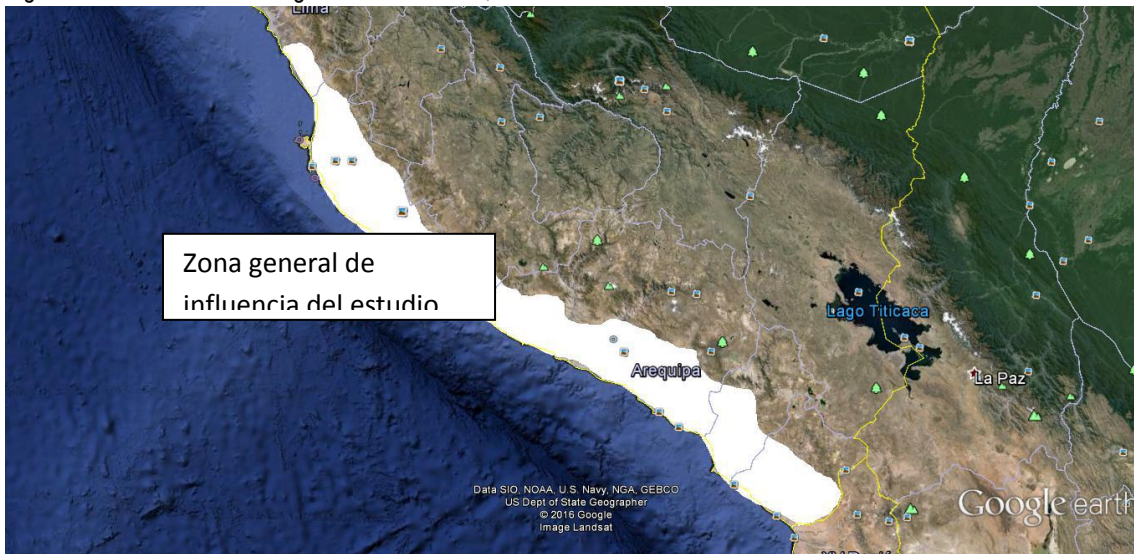 Lima
Zona general de
influencia del estudio
Lago Titicaca
La Paz
Arequipa
Data SIO, NOAA, U.S. Navy, NGA, GEBCO
US Dept of State Geographer
© 2016 Google
Image Landsat
Google earth